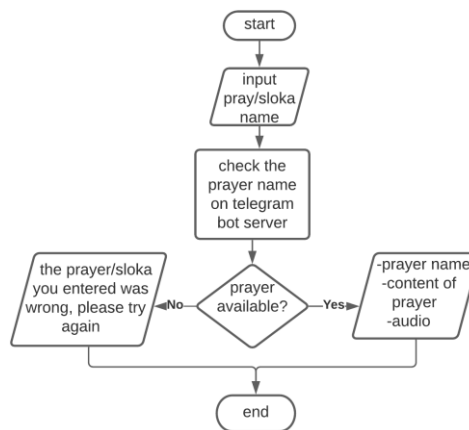 start
input
pray/sloka
name
check the
prayer name
on telegram
bot server
the prayer/sloka
you entered was
wrong, please try
again
No
prayer
available?
Yes
-prayer name
-content of
prayer
-audio
end